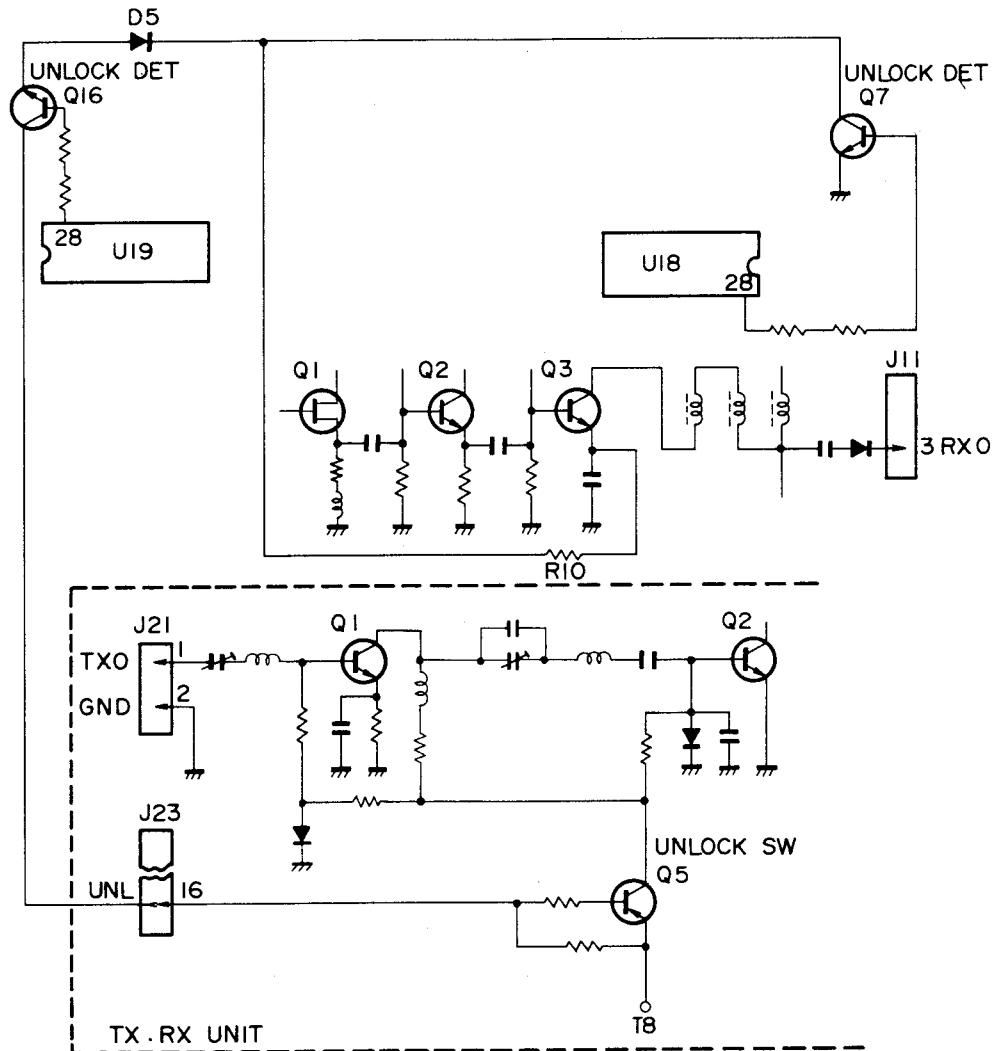 D5
UNLOCK DET
Q16
UNLOCK DET
Q7
28
U19
U18
28
Q1
Q2
Q3
J11
3 RXO
R10
J21
TXO
1
GND
2
Q1
Q2
J23
UNL
16
UNLOCK SW
Q5
T8
TX . RX UNIT